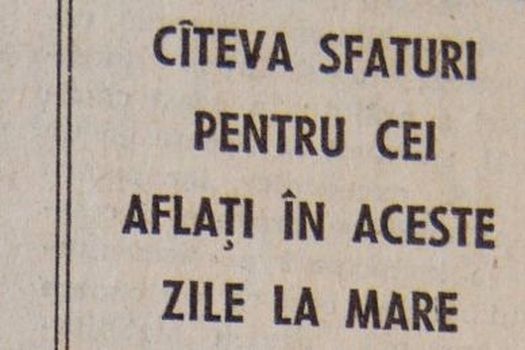 CÎTEVA SFATURI
PENTRU CEI
AFLAȚI ÎN ACESTE
ZILE LA MARE